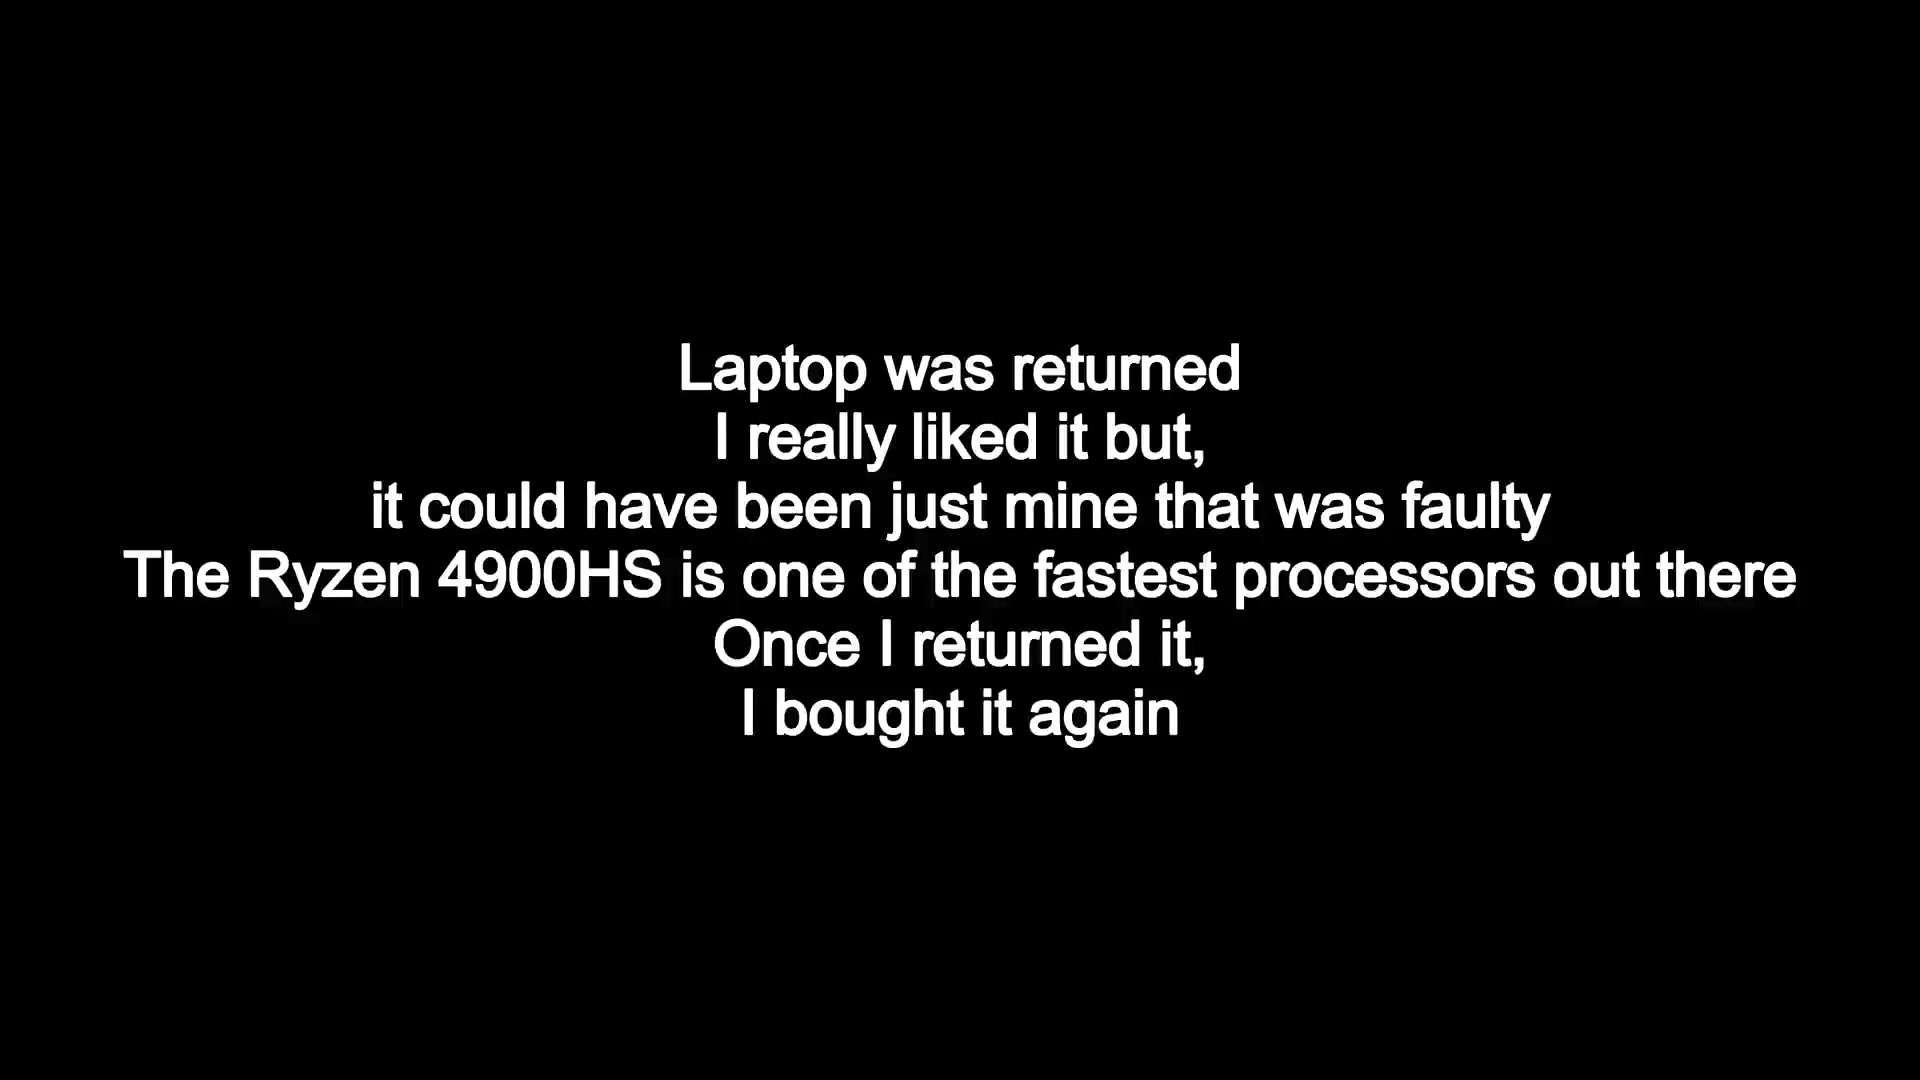 Laptop was returned
I really liked it but,
it could have been just mine that was faulty
The Ryzen 4900HS is one of the fastest processors out there
Once I returned it,
I bought it again